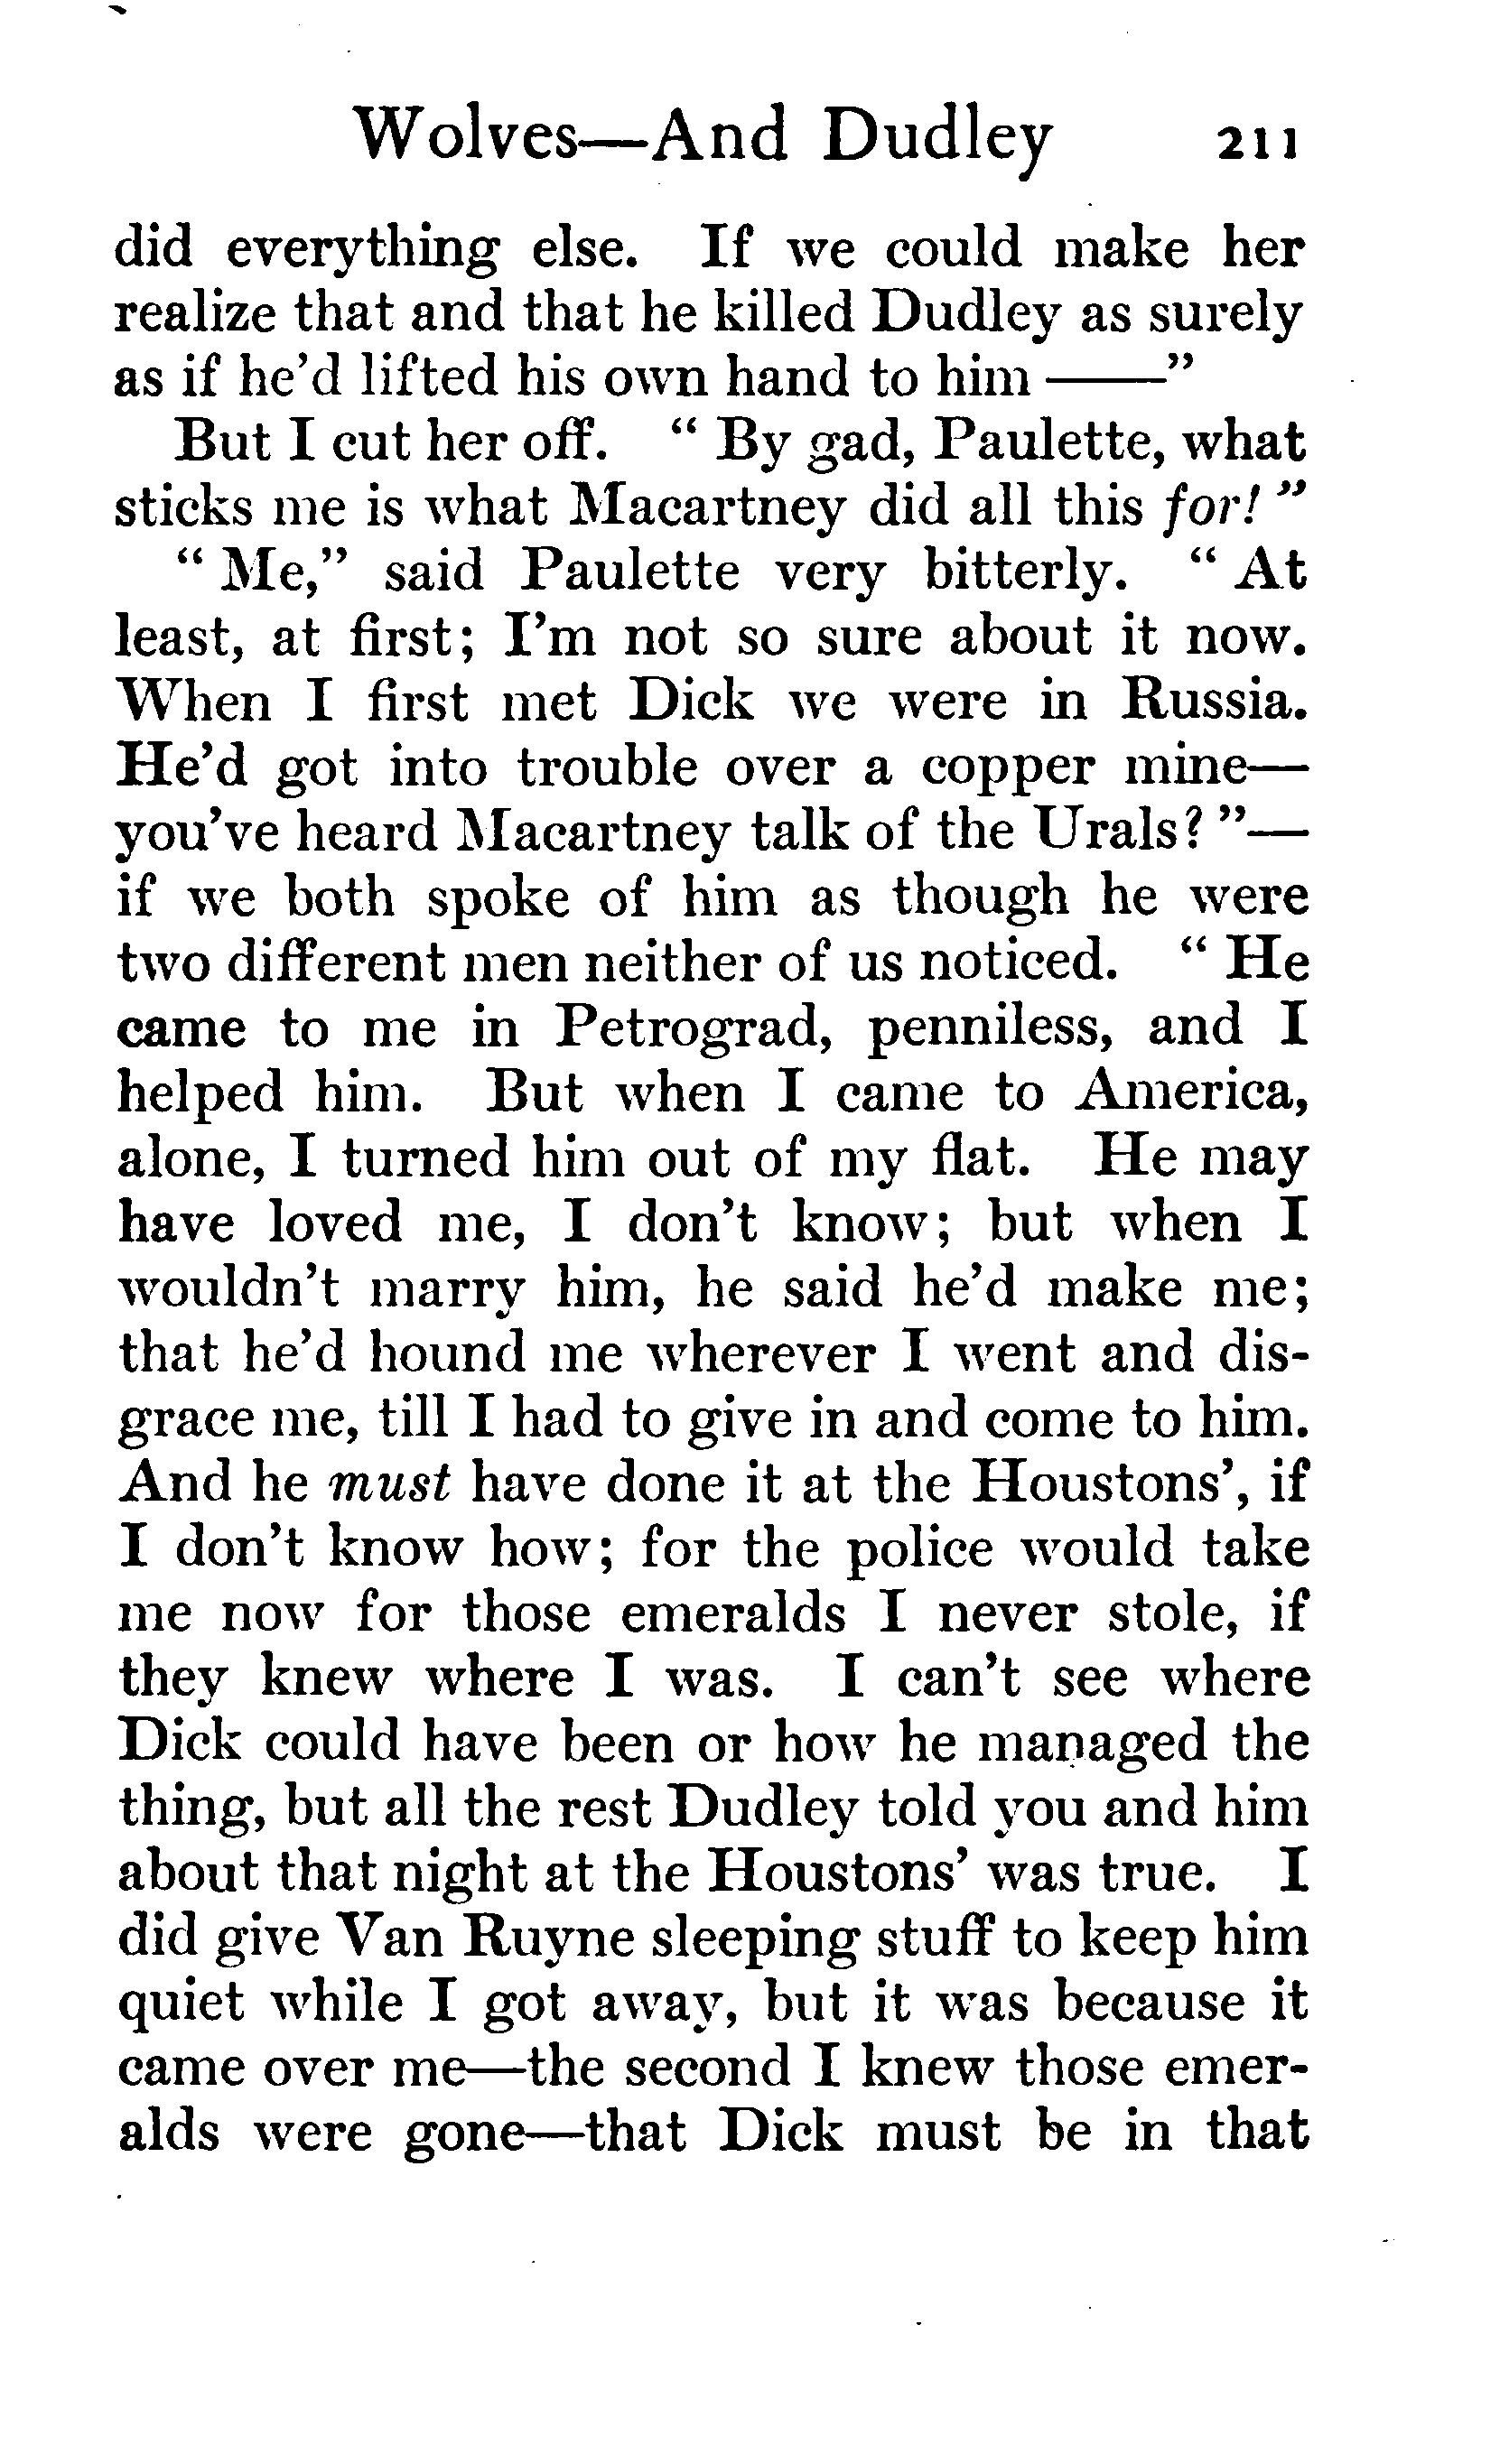 Wolves—And Dudley 211
did everything else. If we could make her
realize that and that he killed Dudley as surely
as if he'd lifted his own hand to him ——"
But I cut her off. " By gad, Paulette, what
sticks me is what Macartney did all this for! "
" Me," said Paulette very bitterly. " At
least, at first; I'm not so sure about it now.
When I first met Dick we were in Russia.
He'd got into trouble over a copper mine—
you've heard Macartney talk of the Urals? "—
if we both spoke of him as though he were
two different men neither of us noticed. " He
came to me in Petrograd, penniless, and I
helped him. But when I came to America,
alone, I turned him out of my flat. He may
have loved me, I don't know; but when I
wouldn't marry him, he said he'd make me;
that he'd hound me wherever I went and dis-
grace me, till I had to give in and come to him.
And he must have done it at the Houstons', if
I don't know how; for the police would take
me now for those emeralds I never stole, if
they knew where I was. I can't see where
Dick could have been or how he managed the
thing, but all the rest Dudley told you and him
about that night at the Houstons' was true. I
did give Van Ruyne sleeping stuff to keep him
quiet while I got away, but it was because it
came over me—the second I knew those emer-
alds were gone—that Dick must be in that